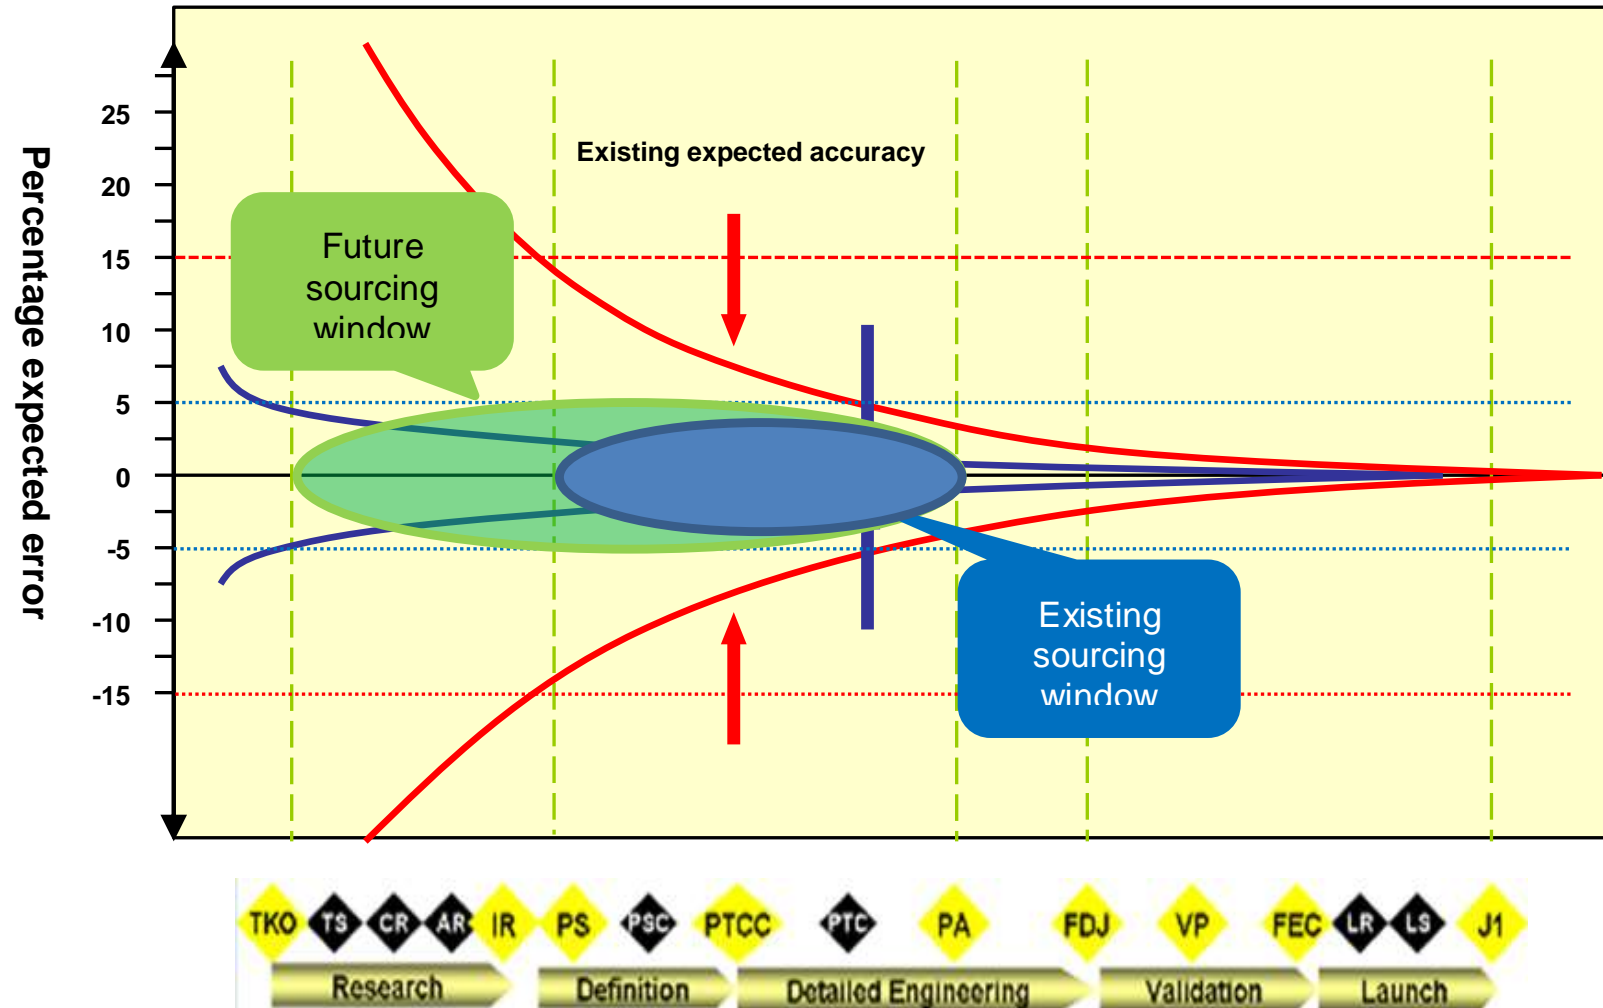 Percentage expected error
25
20
15
10
5
0
-5
-10
-15
Existing expected accuracy
Future
sourcing
window
Existing
sourcing
window
TKO TS CR AR IR PS PSC PTCC PTC PA FDJ VP FEC LR LS J1
Research Definition Detailed Engineering Validation Launch